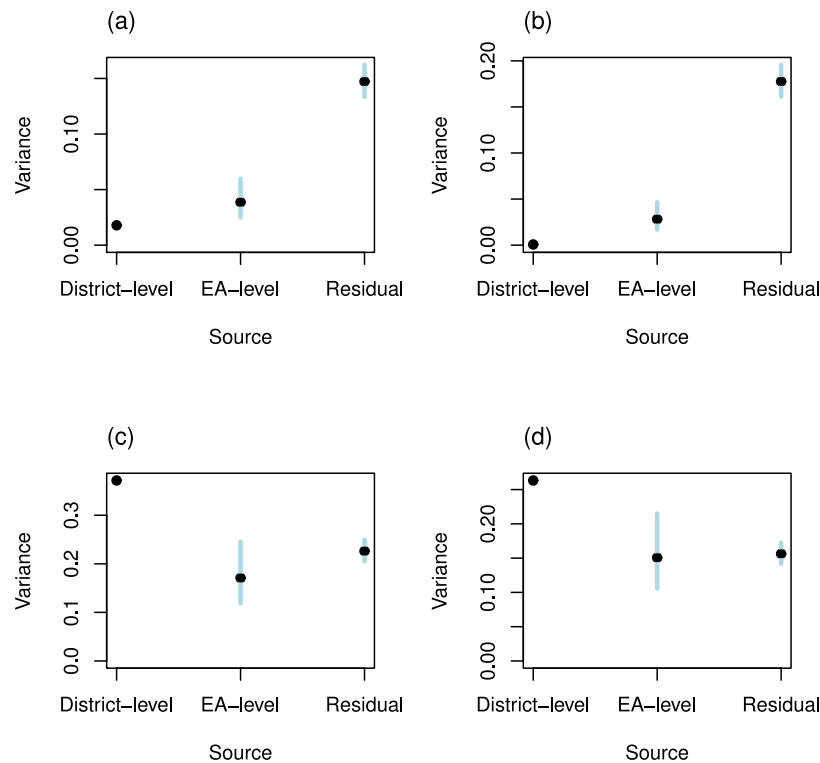 (a)
Variance
0.10
0.00
District–level EA–level Residual
Source
(b)
Variance
0.20
0.10
0.00
District–level EA–level Residual
Source
(c)
Variance
0.3
0.2
0.1
0.0
District–level EA–level Residual
Source
(d)
Variance
0.20
0.10
0.00
District–level EA–level Residual
Source